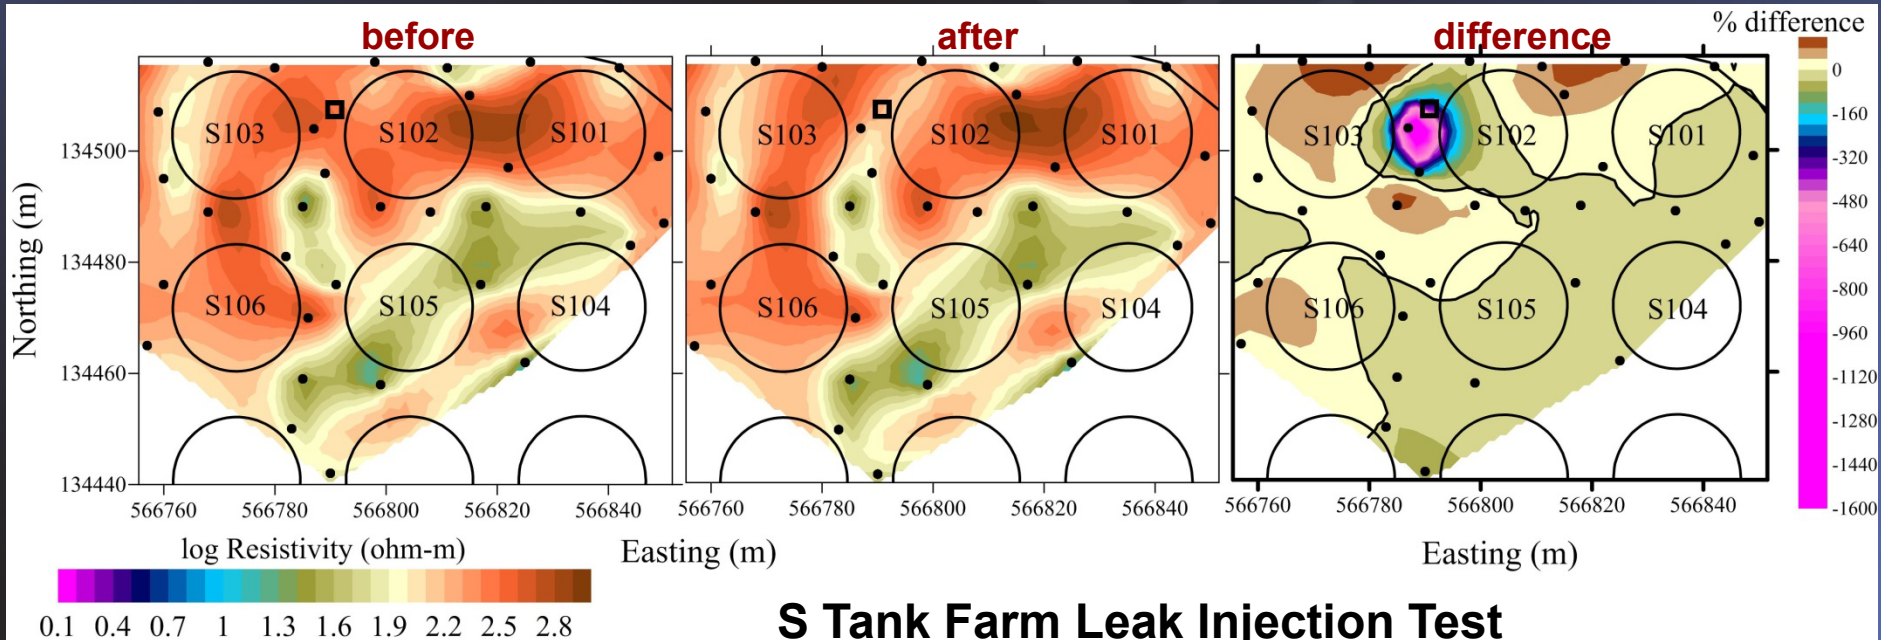 before
after
difference
% difference
S103
S102
S101
S106
S105
S104
S103
S102
S101
S106
S105
S104
S103
S102
S101
S106
S105
S104
Northing (m)
134500
134480
134460
134440
566760 566780 566800 566820 566840
566760 566780 566800 566820 566840
566760 566780 566800 566820 566840
0
-160
-320
-480
-640
-800
-960
-1120
-1280
-1440
-1600
log Resistivity (ohm-m)
Easting (m)
Easting (m)
0.1 0.4 0.7 1 1.3 1.6 1.9 2.2 2.5 2.8
S Tank Farm Leak Injection Test